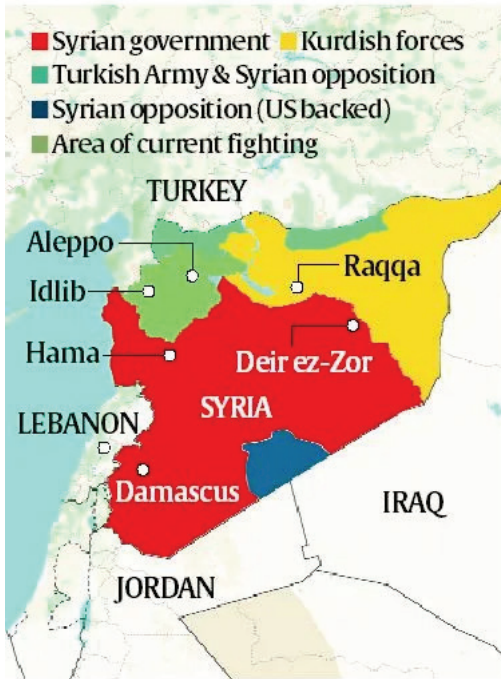 Syrian government Kurdish forces
Turkish Army & Syrian opposition
Syrian opposition (US backed)
Area of current fighting
TURKEY
Aleppo
Idlib
Raqqa
Hama
Deir ez-Zor
SYRIA
LEBANON
Damascus
IRAQ
JORDAN